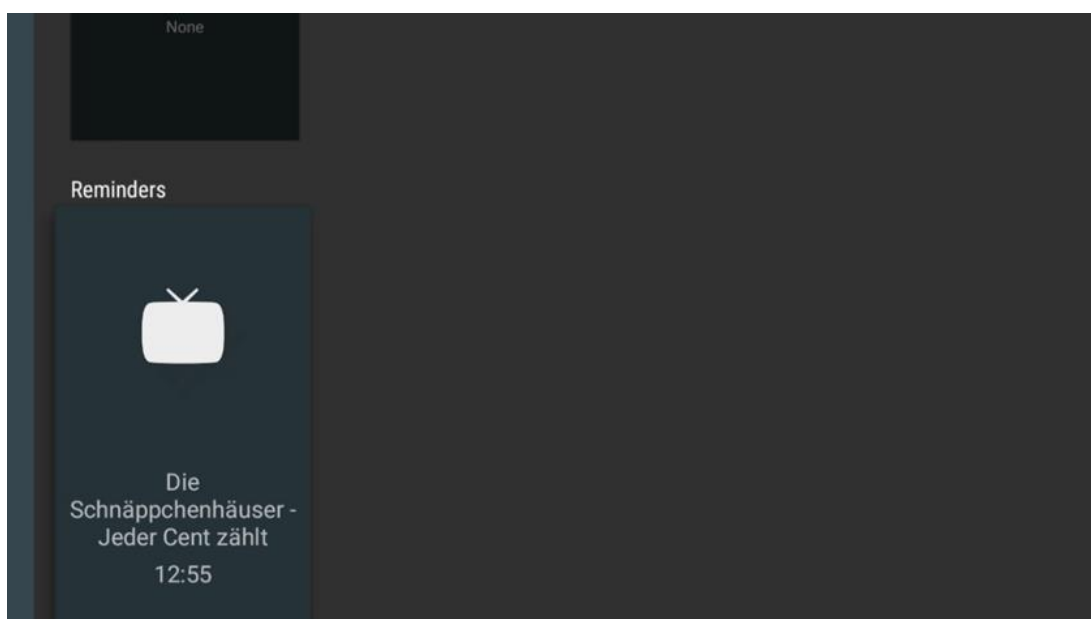 None
Reminders
Die
Schnäppchenhäuser -
Jeder Cent zählt
12:55